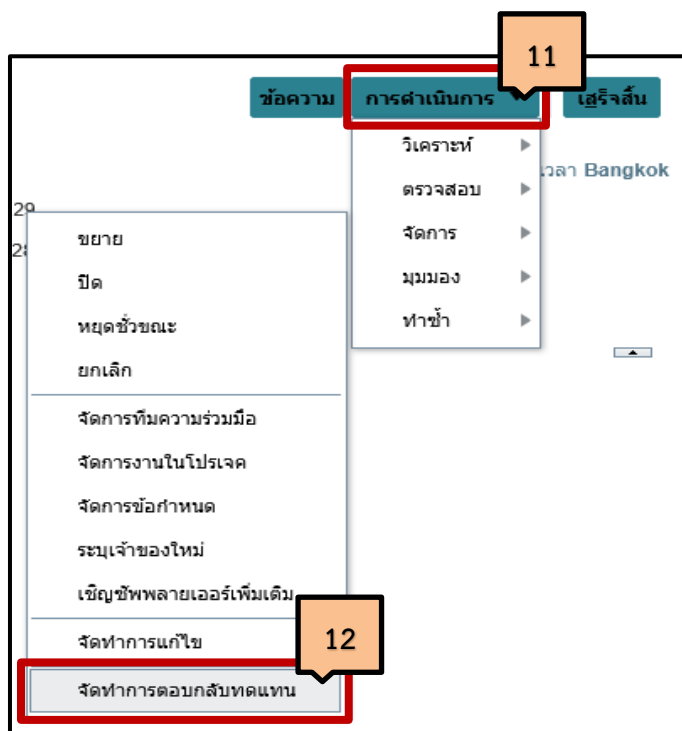 11
ข้อความ การดำเนินการ เสร็จสิ้น
วิเคราะห์
เวลา Bangkok
ตรวจสอบ
จัดการ
มุมมอง
ทำซ้ำ
29
28
ขยาย
ปิด
หยุดชั่วขณะ
ยกเลิก
จัดการทีมความร่วมมือ
จัดการงานในโปรเจค
จัดการข้อกำหนด
ระบุเจ้าของใหม่
เชิญซัพพลายเออร์เพิ่มเติม
จัดทำการแก้ไข
12
จัดทำการตอบกลับทดแทน